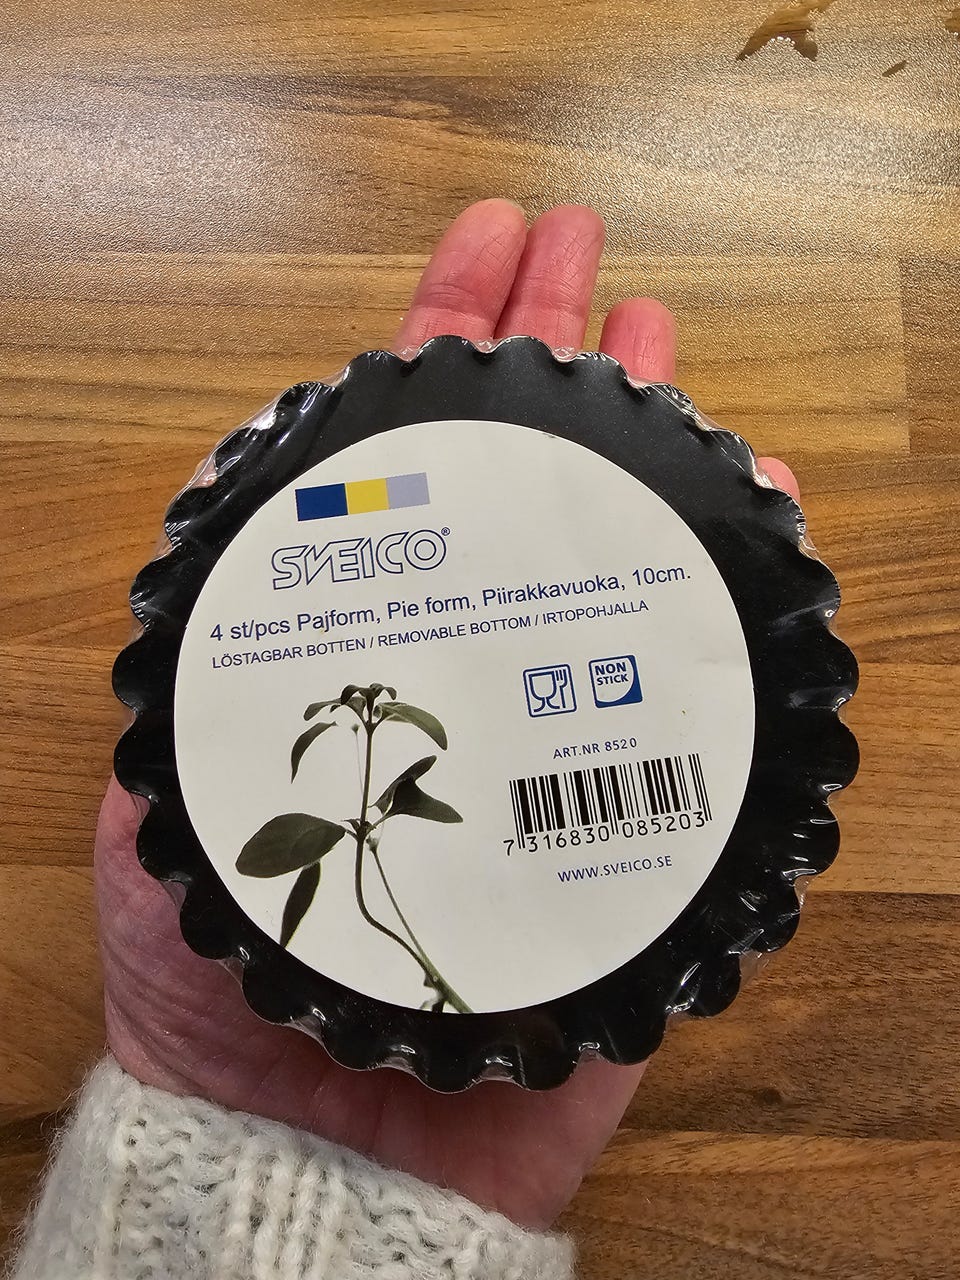 SVEICO®
4 st/pcs Pajform, Pie form, Piirakkavuoka, 10cm.
LÖSTAGBAR BOTTEN / REMOVABLE BOTTOM / IRTOPOHJALLA
NON
STICK
ART.NR 8520
7 316830 085203
WWW.SVEICO.SE